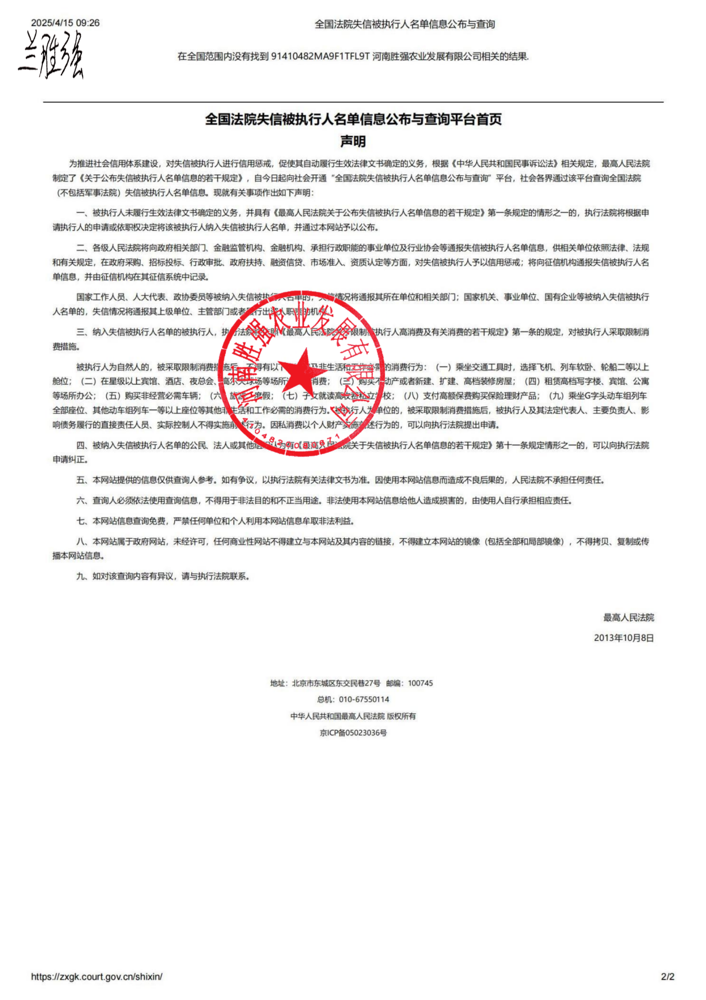 2025/4/15 09:26
全国法院失信被执行人名单信息公布与查询
兰胜强
在全国范围内没有找到 91410482MA9F1TFL9T 河南胜强农业发展有限公司相关的结果.
全国法院失信被执行人名单信息公布与查询平台首页
声明
为推进社会信用体系建设，对失信被执行人进行信用惩戒，促使其自动履行生效法律文书确定的义务，根据《中华人民共和国民事诉讼法》相关规定，最高人民法院
制定了《关于公布失信被执行人名单信息的若干规定》，自今日起向社会开通“全国法院失信被执行人名单信息公布与查询”平台，社会各界通过该平台查询全国法院
（不包括军事法院）失信被执行人名单信息。现就有关事项作出如下声明：
一、被执行人未履行生效法律文书确定的义务，并具有《最高人民法院关于公布失信被执行人名单信息的若干规定》第一条规定的情形之一的，执行法院将根据申
请执行人的申请或依职权决定将该被执行人纳入失信被执行人名单，并通过本网站予以公布。
二、各级人民法院将向政府相关部门、金融监管机构、金融机构、承担行政职能的事业单位及行业协会等通报失信被执行人名单信息，供相关单位依照法律、法规
和有关规定，在政府采购、招标投标、行政审批、政府扶持、融资信贷、市场准入、资质认定等方面，对失信被执行人予以信用惩戒；将向征信机构通报失信被执行人名
单信息，并由征信机构在其征信系统中记录。
国家工作人员、人大代表、政协委员等被纳入失信被执行人名单的，失信情况将通报其所在单位和相关部门；国家机关、事业单位、国有企业等被纳入失信被执行
人名单的，失信情况将通报其上级单位、主管部门或者履行出资人职责的机构。
三、纳入失信被执行人名单的被执行人，执行法院将依照《最高人民法院关于限制被执行人高消费及有关消费的若干规定》第一条的规定，对被执行人采取限制消
费措施。
被执行人为自然人的，被采取限制消费措施后，不得有以下高消费及非生活和工作必需的消费行为：（一）乘坐交通工具时，选择飞机、列车软卧、轮船二等以上
舱位；（二）在星级以上宾馆、酒店、夜总会、高尔夫球场等场所进行高消费；（三）购买不动产或者新建、扩建、高档装修房屋；（四）租赁高档写字楼、宾馆、公寓
等场所办公；（五）购买非经营必需车辆；（六）旅游、度假；（七）子女就读高收费私立学校；（八）支付高额保费购买保险理财产品；（九）乘坐G字头动车组列车
全部座位、其他动车组列车一等以上座位等其他非生活和工作必需的消费行为。被执行人为单位的，被采取限制消费措施后，被执行人及其法定代表人、主要负责人、影
响债务履行的直接责任人员、实际控制人不得实施前述行为。因私消费以个人财产实施前述行为的，可以向执行法院提出申请。
四、被纳入失信被执行人名单的公民、法人或其他组织认为有《最高人民法院关于失信被执行人名单信息的若干规定》第十一条规定情形之一的，可以向执行法院
申请纠正。
河南胜强农业发展有限公司
4104820080871
五、本网站提供的信息仅供查询人参考。如有争议，以执行法院有关法律文书为准。因使用本网站信息而造成不良后果的，人民法院不承担任何责任。
六、查询人必须依法使用查询信息，不得用于非法目的和不正当用途。非法使用本网站信息给他人造成损害的，由使用人自行承担相应责任。
七、本网站信息查询免费，严禁任何单位和个人利用本网站信息牟取非法利益。
八、本网站属于政府网站，未经许可，任何商业性网站不得建立与本网站及其内容的链接，不得建立本网站的镜像（包括全部和局部镜像），不得拷贝、复制或传
播本网站信息。
九、如对该查询内容有异议，请与执行法院联系。
最高人民法院
2013年10月8日
地址：北京市东城区东交民巷27号 邮编：100745
总机：010-67550114
中华人民共和国最高人民法院 版权所有
京ICP备05023036号
https://zxgk.court.gov.cn/shixin/
2/2